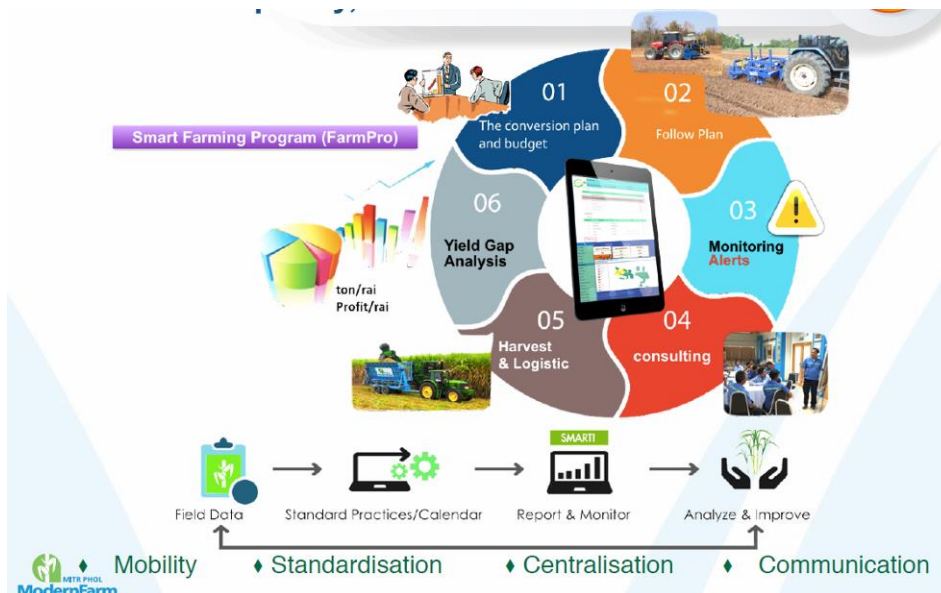 01
The conversion plan
and budget
02
Follow Plan
Smart Farming Program (FarmPro)
03
Monitoring
Alerts
06
Yield Gap
Analysis
ton/rai
Profit/rai
05
Harvest
& Logistic
04
consulting
SMART!
Field Data
Standard Practices/Calendar
Report & Monitor
Analyze & Improve
♦ Mobility
♦ Standardisation
♦ Centralisation
♦ Communication
MITR PHOL
ModernFarm